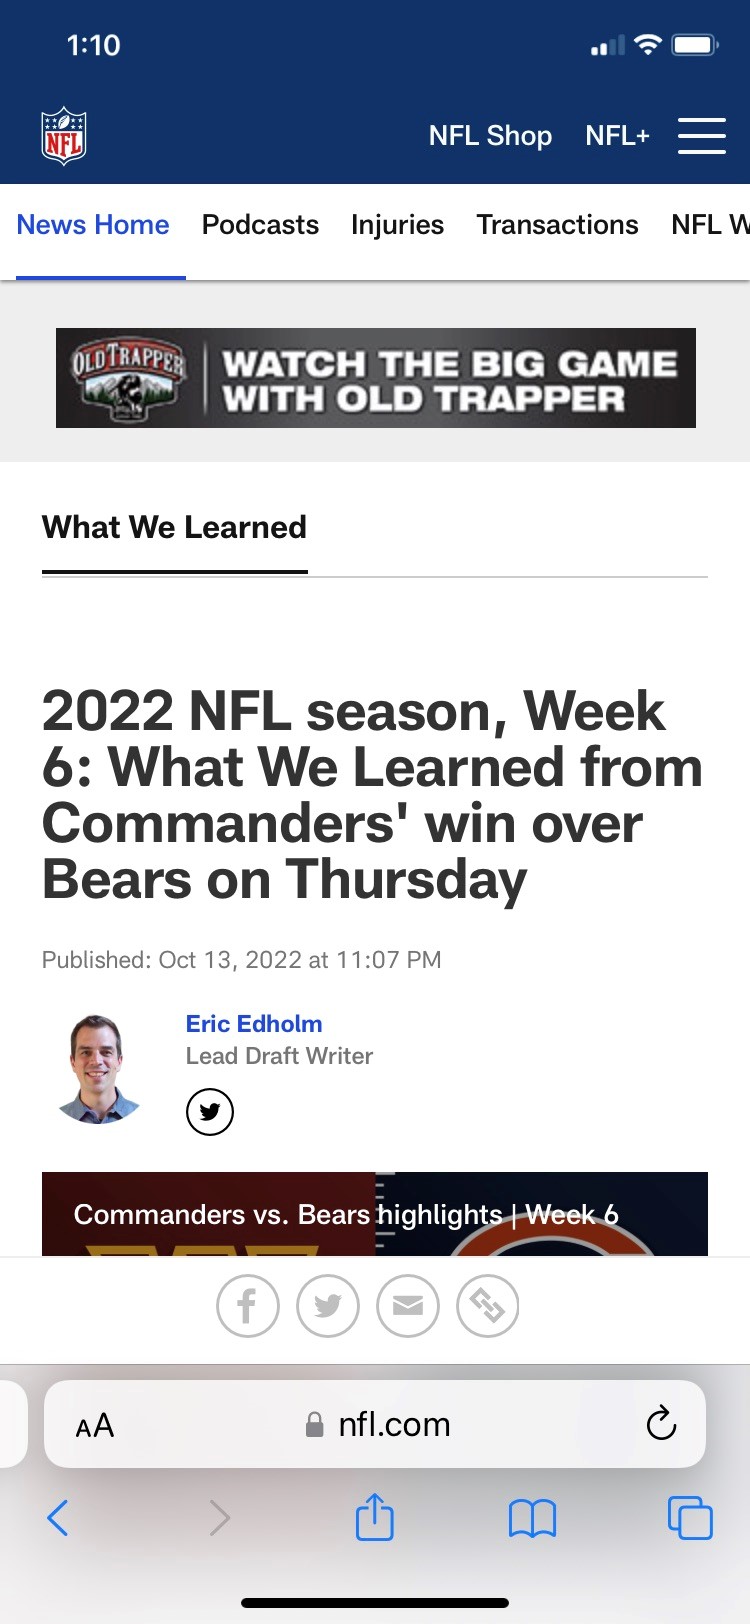 1:10
NFL
NFL Shop
NFL+
News Home
Podcasts
Injuries
Transactions
NFL W
OLD TRAPPER
WATCH THE BIG GAME
WITH OLD TRAPPER
What We Learned
2022 NFL season, Week
6: What We Learned from
Commanders' win over
Bears on Thursday
Published: Oct 13, 2022 at 11:07 PM
Eric Edholm
Lead Draft Writer
Commanders vs. Bears highlights | Week 6
AA
nfl.com